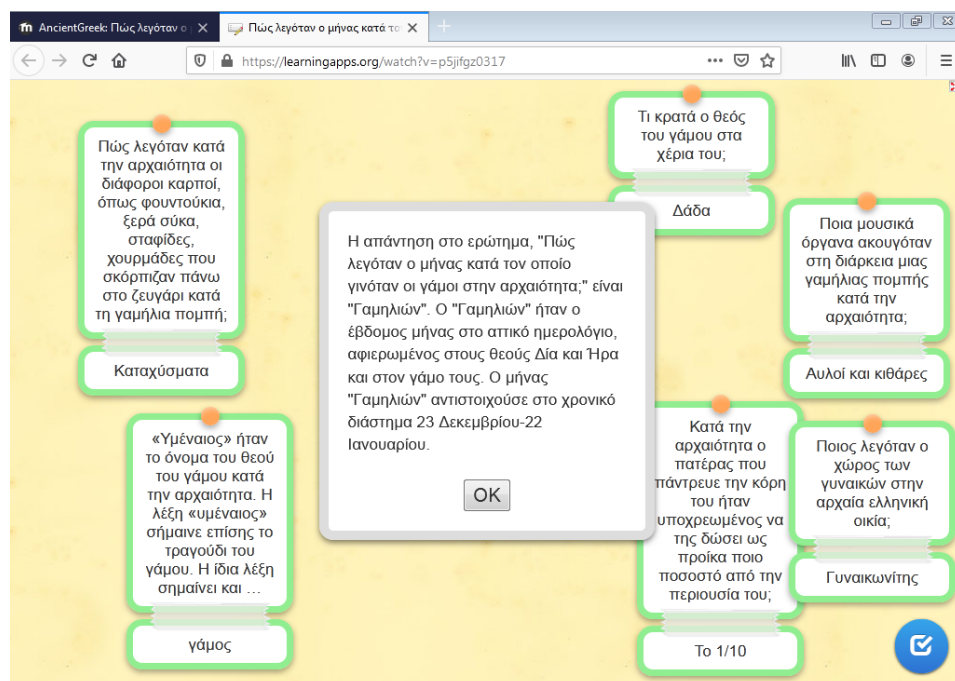 AncientGreek: Πώς λεγόταν ο
Πώς λεγόταν ο μήνας κατά το
https://learningapps.org/watch?v=p5jifgz0317
Πώς λεγόταν κατά
την αρχαιότητα οι
διάφοροι καρποί,
όπως φουντούκια,
ξερά σύκα,
σταφίδες,
χουρμάδες που
σκόρπιζαν πάνω
στο ζευγάρι κατά
τη γαμήλια πομπή;
Καταχύσματα
«Υμέναιος» ήταν
το όνομα του θεού
του γάμου κατά
την αρχαιότητα. Η
λέξη «υμέναιος»
σήμαινε επίσης το
τραγούδι του
γάμου. Η ίδια λέξη
σημαίνει και …
γάμος
Η απάντηση στο ερώτημα, "Πώς
λεγόταν ο μήνας κατά τον οποίο
γινόταν οι γάμοι στην αρχαιότητα;" είναι
"Γαμηλιών". Ο "Γαμηλιών" ήταν ο
έβδομος μήνας στο αττικό ημερολόγιο,
αφιερωμένος στους θεούς Δία και Ήρα
και στον γάμο τους. Ο μήνας
"Γαμηλιών" αντιστοιχούσε στο χρονικό
διάστημα 23 Δεκεμβρίου-22
Ιανουαρίου.
OK
Τι κρατά ο θεός
του γάμου στα
χέρια του;
Δάδα
Ποια μουσικά
όργανα ακουγόταν
στη διάρκεια μιας
γαμήλιας πομπής
κατά την
αρχαιότητα;
Αυλοί και κιθάρες
Κατά την
αρχαιότητα ο
πατέρας που
πάντρευε την κόρη
του ήταν
υποχρεωμένος να
της δώσει ως
προίκα ποιο
ποσοστό από την
περιουσία του;
Το 1/10
Ποιος λεγόταν ο
χώρος των
γυναικών στην
αρχαία ελληνική
οικία;
Γυναικωνίτης